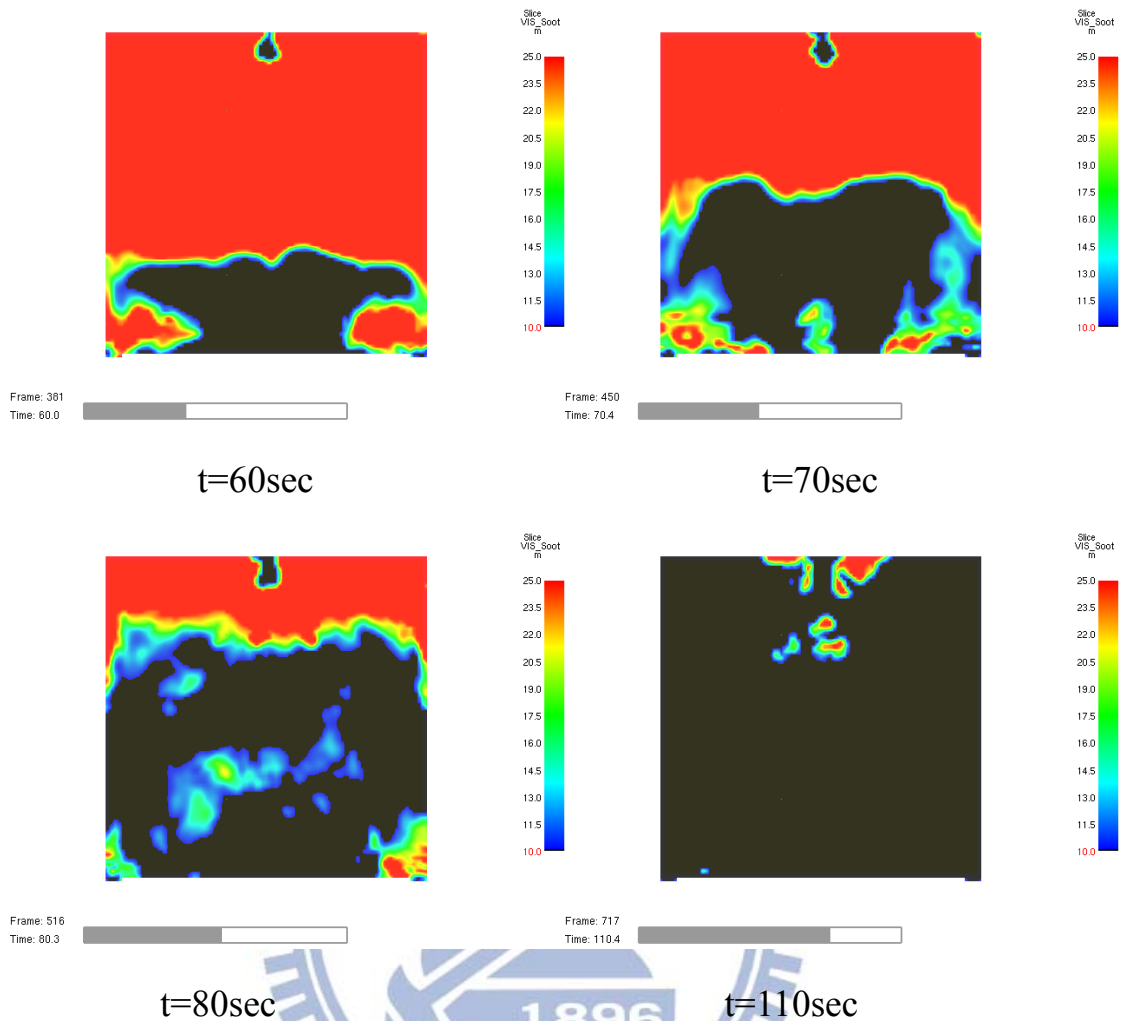 Slice
VIS_Soot
m
25.0
23.5
22.0
20.5
19.0
17.5
16.0
14.5
13.0
11.5
10.0
Frame: 381
Time: 60.0
t=60sec
Slice
VIS_Soot
m
25.0
23.5
22.0
20.5
19.0
17.5
16.0
14.5
13.0
11.5
10.0
Frame: 450
Time: 70.4
t=70sec
Slice
VIS_Soot
m
25.0
23.5
22.0
20.5
19.0
17.5
16.0
14.5
13.0
11.5
10.0
Frame: 516
Time: 80.3
t=80sec
Slice
VIS_Soot
m
25.0
23.5
22.0
20.5
19.0
17.5
16.0
14.5
13.0
11.5
10.0
Frame: 717
Time: 110.4
t=110sec
1896